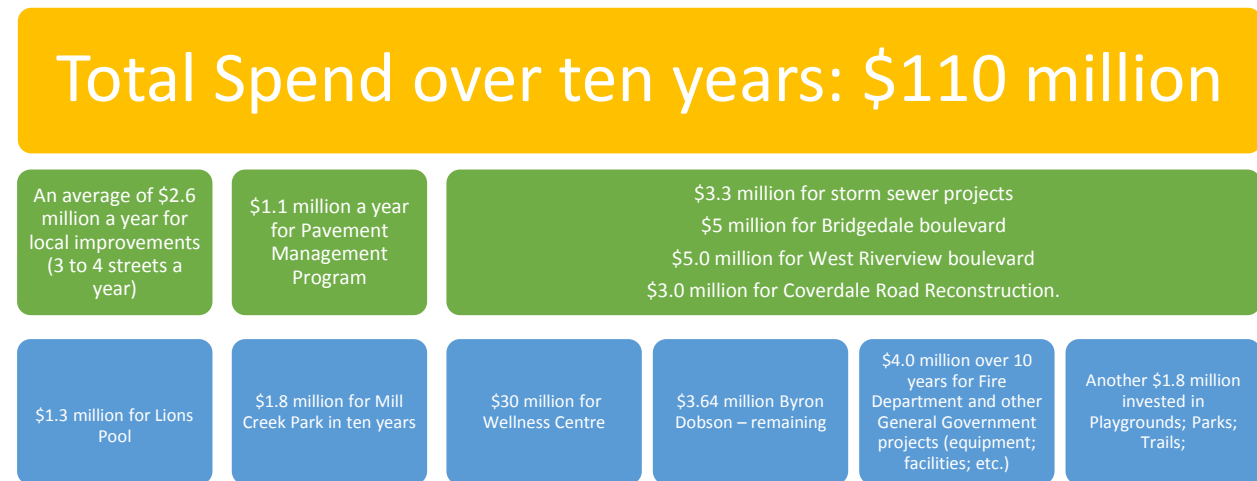 Total Spend over ten years: $110 million
An average of $2.6
million a year for
local improvements
(3 to 4 streets a
year)
$1.1 million a year
for Pavement
Management
Program
$3.3 million for storm sewer projects
$5 million for Bridgedale boulevard
$5.0 million for West Riverview boulevard
$3.0 million for Coverdale Road Reconstruction.
$1.3 million for Lions
Pool
$1.8 million for Mill
Creek Park in ten years
$30 million for
Wellness Centre
$3.64 million Byron
Dobson – remaining
$4.0 million over 10
years for Fire
Department and other
General Government
projects (equipment;
facilities; etc.)
Another $1.8 million
invested in
Playgrounds; Parks;
Trails;